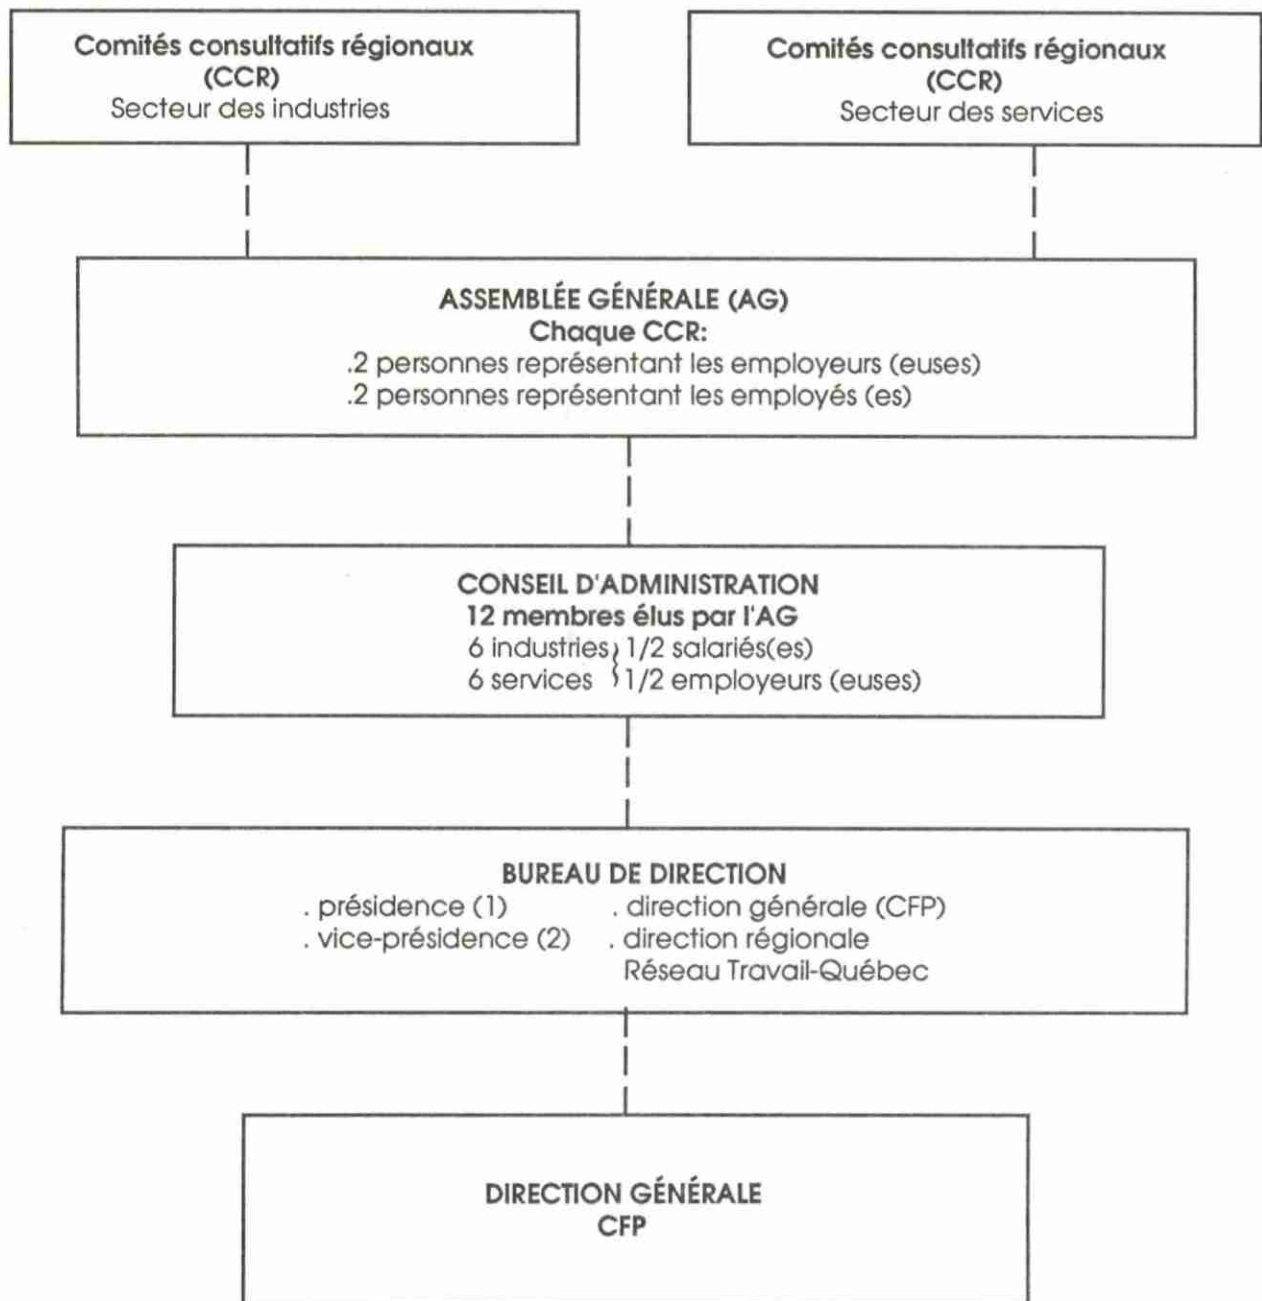 Comités consultatifs régionaux
(CCR)
Secteur des industries
Comités consultatifs régionaux
(CCR)
Secteur des services
ASSEMBLÉE GÉNÉRALE (AG)
Chaque CCR:
.2 personnes représentant les employeurs (euses)
.2 personnes représentant les employés (es)
CONSEIL D'ADMINISTRATION
12 membres élus par l'AG
6 industries } 1/2 salariés(es)
6 services } 1/2 employeurs (euses)
BUREAU DE DIRECTION
. présidence (1) . direction générale (CFP)
. vice-présidence (2) . direction régionale
Réseau Travail-Québec
DIRECTION GÉNÉRALE
CFP